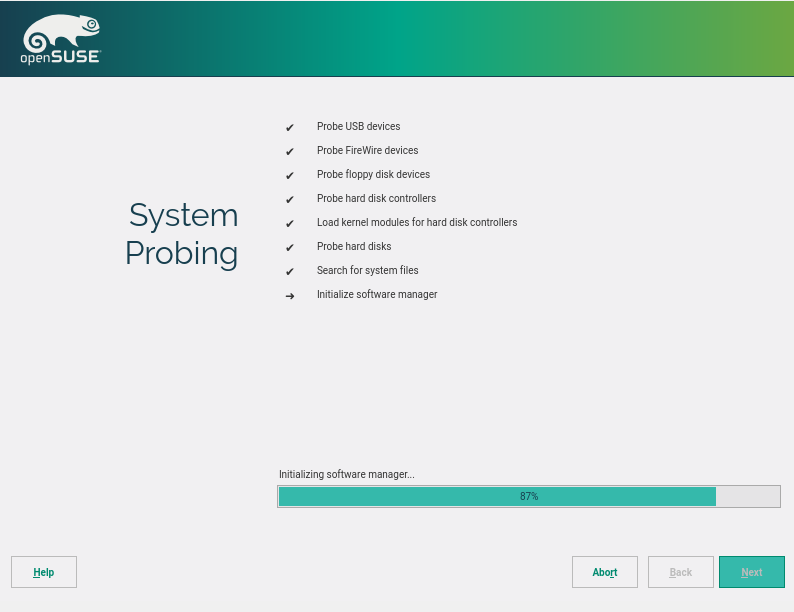 openSUSE
System
Probing
✔ Probe USB devices
✔ Probe FireWire devices
✔ Probe floppy disk devices
✔ Probe hard disk controllers
✔ Load kernel modules for hard disk controllers
✔ Probe hard disks
✔ Search for system files
➔ Initialize software manager
Initializing software manager...
87%
Help Abort Back Next